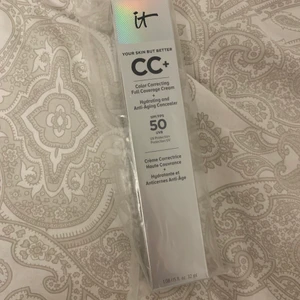 it
YOUR SKIN BUT BETTER
CC+
Color Correcting
Full Coverage Cream
+
Hydrating and
Anti-Aging Concealer
50
Crème Correctrice
Haute Couvrance
+
Hydratante et
Anticernes Anti-Âge